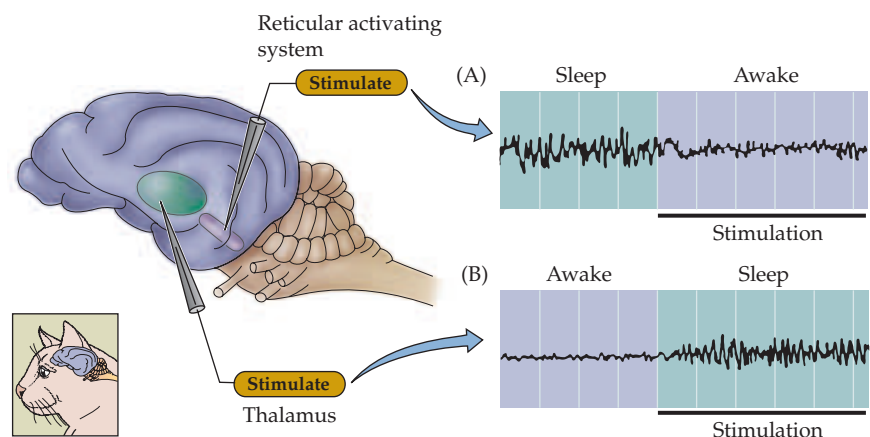 Reticular activating
system
Stimulate
(A)
Sleep
Awake
Stimulation
(B)
Awake
Sleep
Stimulation
Stimulate
Thalamus